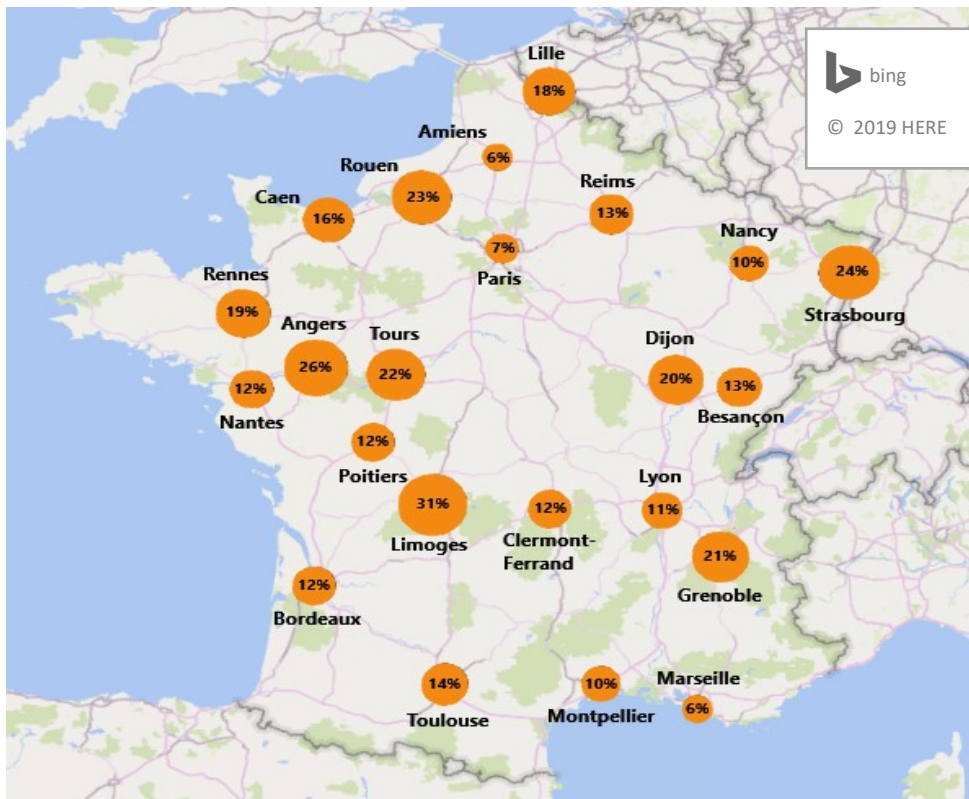 bing
© 2019 HERE
Lille
18%
Amiens
6%
Rouen
23%
Reims
13%
Caen
16%
Nancy
10%
7%
Paris
24%
Strasbourg
Rennes
19%
Angers
26%
Tours
22%
Dijon
20%
13%
Besançon
12%
Nantes
12%
Poitiers
31%
Limoges
12%
Clermont-
Ferrand
Lyon
11%
21%
Grenoble
12%
Bordeaux
14%
Toulouse
10%
Montpellier
Marseille
6%